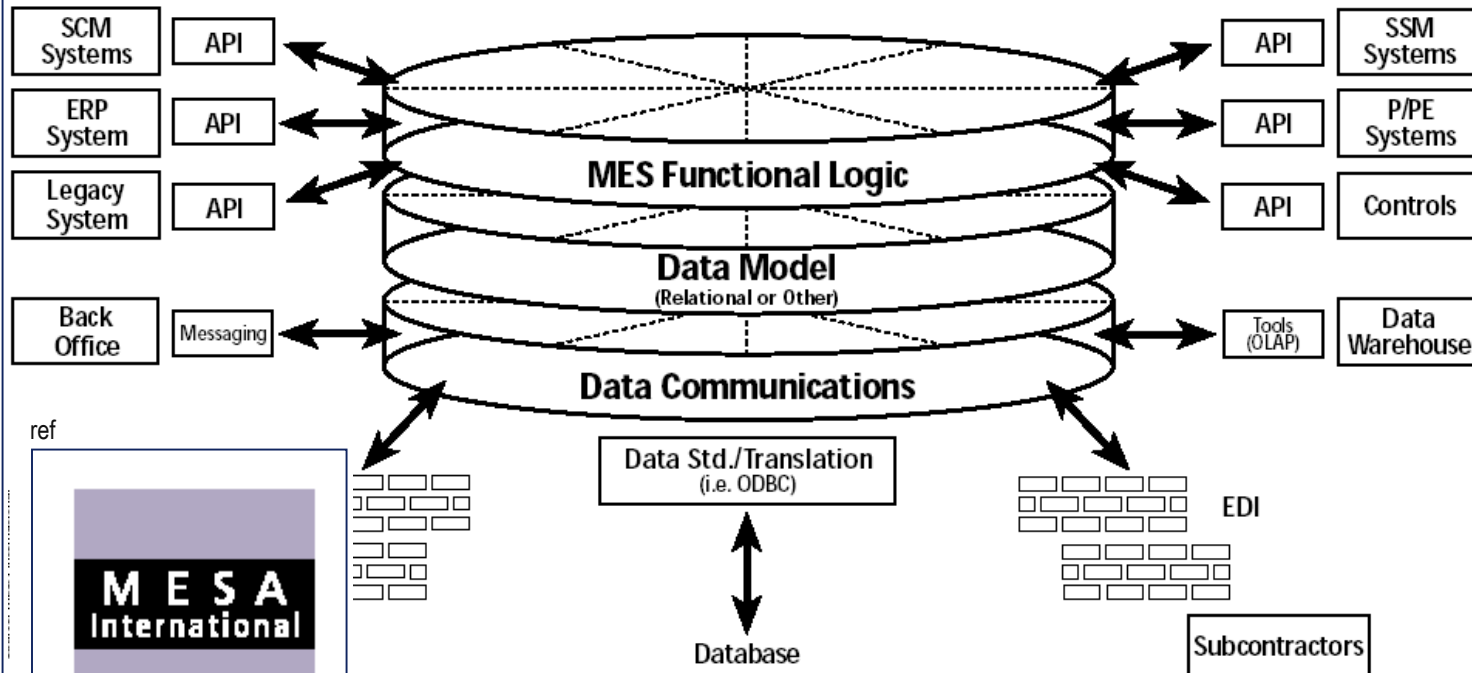 SCM
Systems
API
API
SSM
Systems
ERP
System
API
API
P/PE
Systems
MES Functional Logic
Legacy
System
API
API
Controls
Data Model
(Relational or Other)
Back
Office
Messaging
Tools
(OLAP)
Data
Warehouse
Data Communications
ref
Data Std./Translation
(i.e. ODBC)
EDI
MESA
International
Database
Subcontractors